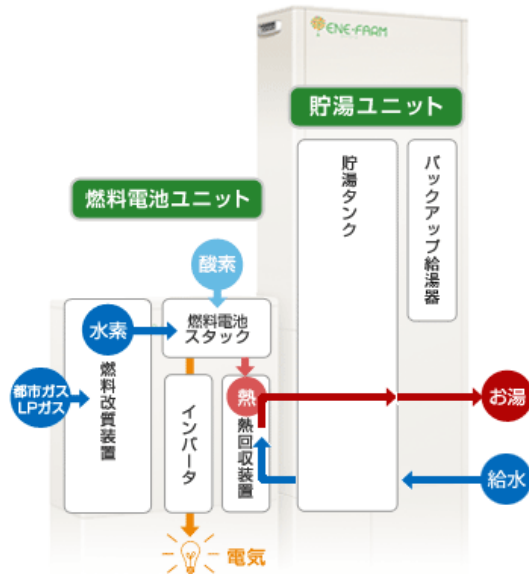 ENE-FARM
貯湯ユニット
貯湯タンク
バックアップ給湯器
燃料電池ユニット
酸素
水素
燃料電池
スタック
都市ガス
LPガス
燃料改質装置
インバータ
熱
熱回収装置
お湯
給水
電気